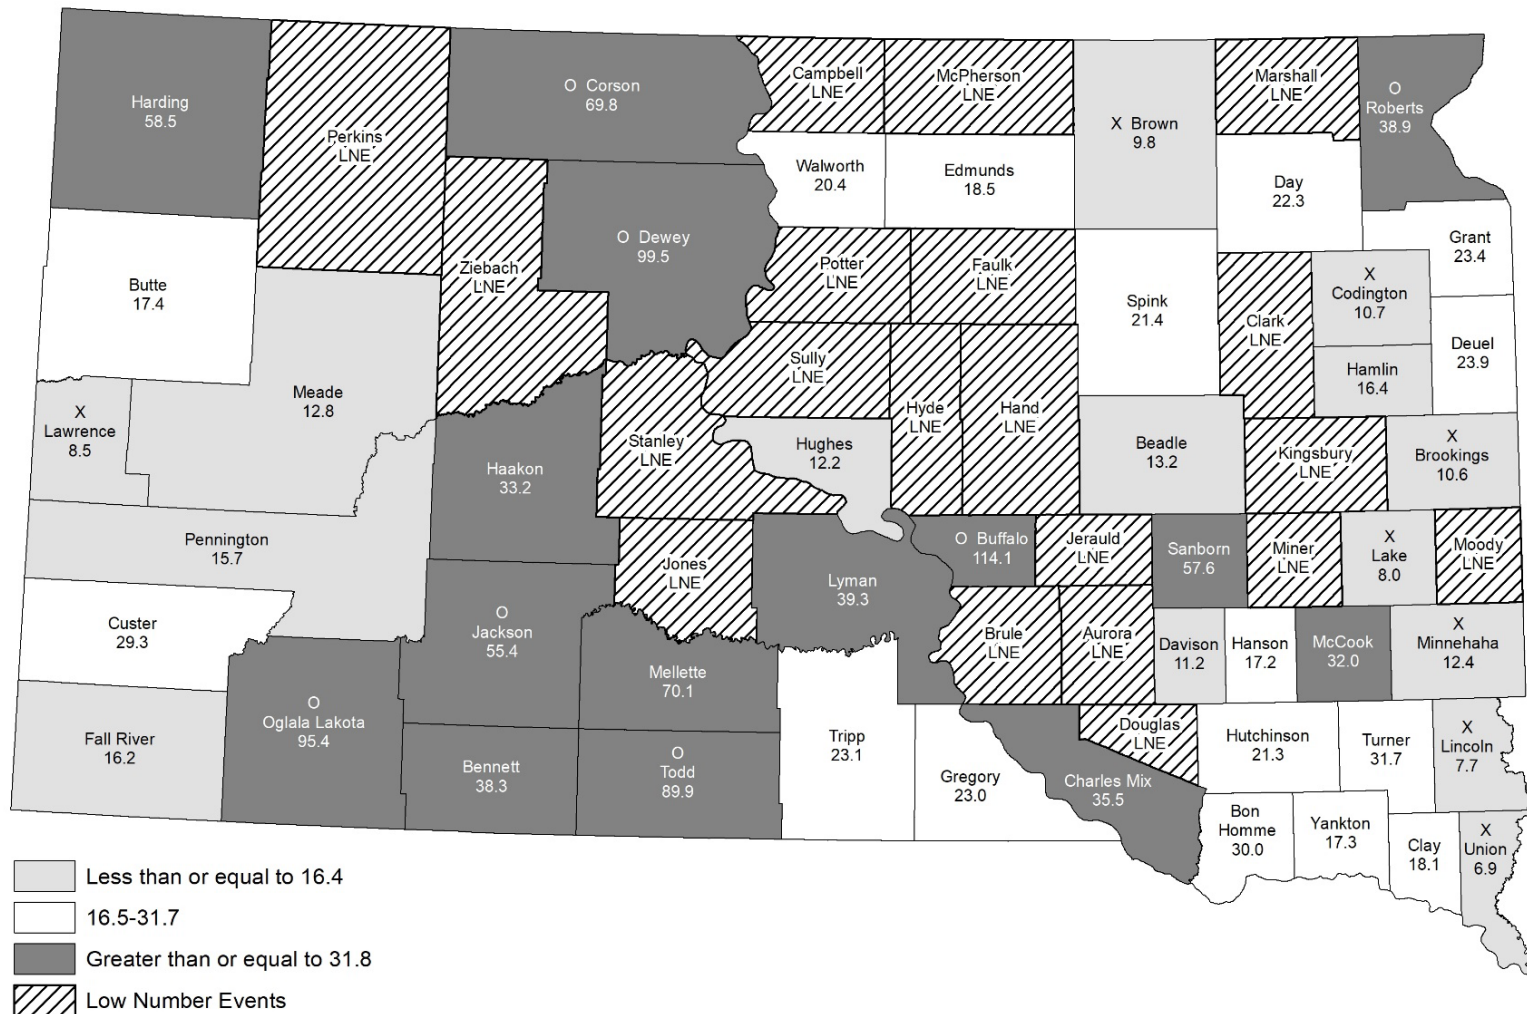 Harding
58.5
Perkins
LNE
O Corson
69.8
Campbell
LNE
McPherson
LNE
X Brown
9.8
Marshall
LNE
O
Roberts
38.9
Walworth
20.4
Edmunds
18.5
Day
22.3
Grant
23.4
Butte
17.4
Ziebach
LNE
O Dewey
99.5
Potter
LNE
Faulk
LNE
Spink
21.4
Clark
LNE
X
Codington
10.7
Deuel
23.9
Hamlin
16.4
X
Lawrence
8.5
Meade
12.8
Sully
LNE
Hyde
LNE
Hand
LNE
Stanley
LNE
Hughes
12.2
Beadle
13.2
Kingsbury
LNE
X
Brookings
10.6
Haakon
33.2
Pennington
15.7
Jones
LNE
Lyman
39.3
O Buffalo
114.1
Jerauld
LNE
Sanborn
57.6
Miner
LNE
X
Lake
8.0
Moody
LNE
Custer
29.3
O
Jackson
55.4
Mellette
70.1
Brule
LNE
Aurora
LNE
Davison
11.2
Hanson
17.2
McCook
32.0
X
Minnehaha
12.4
Fall River
16.2
O
Oglala Lakota
95.4
Bennett
38.3
O
Todd
89.9
Tripp
23.1
Gregory
23.0
Charles Mix
35.5
Douglas
LNE
Hutchinson
21.3
Turner
31.7
X
Lincoln
7.7
Bon
Homme
30.0
Yankton
17.3
Clay
18.1
X
Union
6.9
Less than or equal to 16.4
16.5-31.7
Greater than or equal to 31.8
Low Number Events